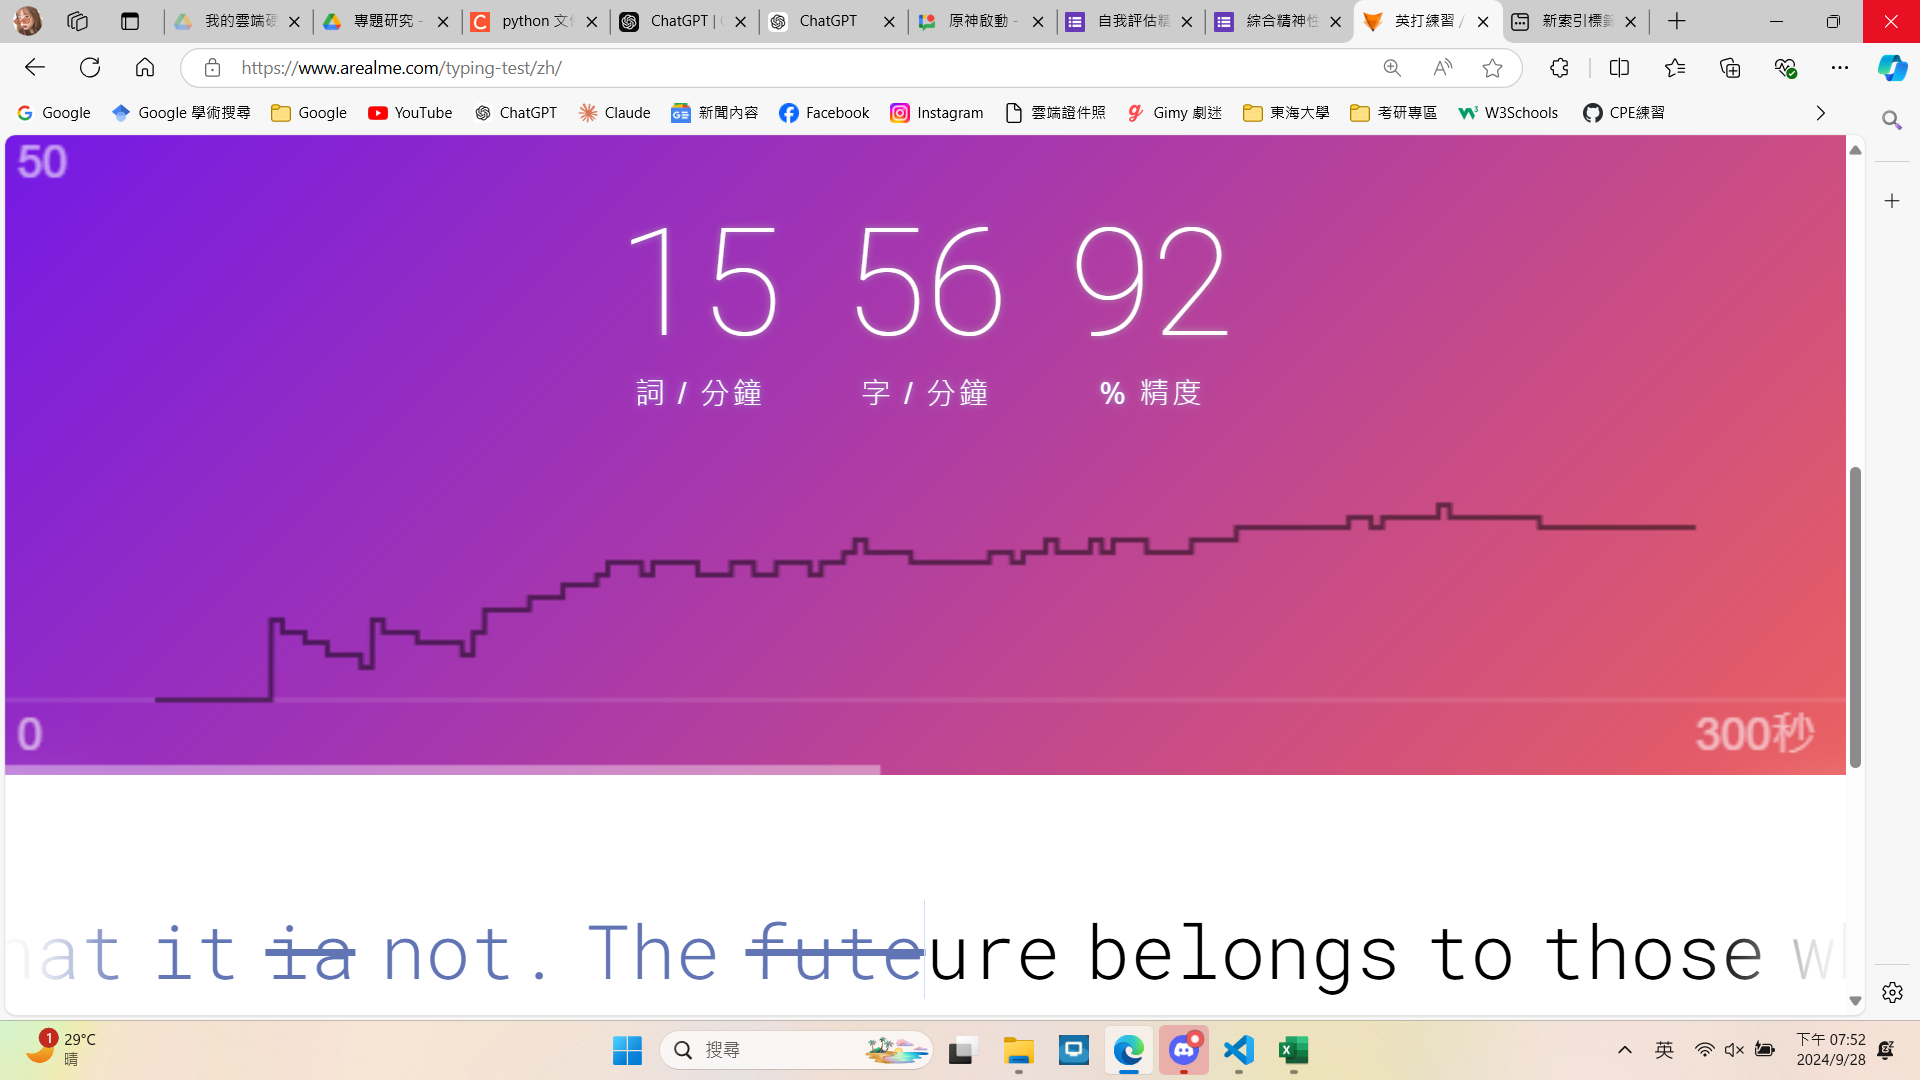 我的雲端硬
專題研究 -
python 文件
ChatGPT | C
ChatGPT
原神啟動 -
自我評估精
綜合精神性
英打練習 /
新索引標籤
https://www.arealme.com/typing-test/zh/
Google
Google 學術搜尋
Google
YouTube
ChatGPT
Claude
新聞內容
Facebook
Instagram
雲端證件照
Gimy 劇迷
東海大學
考研專區
W3Schools
CPE練習
50
15 56 92
詞 / 分鐘 字 / 分鐘 % 精度
0
300秒
hat it ia not. The futeure belongs to those wh
1
29°C
晴
搜尋
英
下午 07:52
2024/9/28